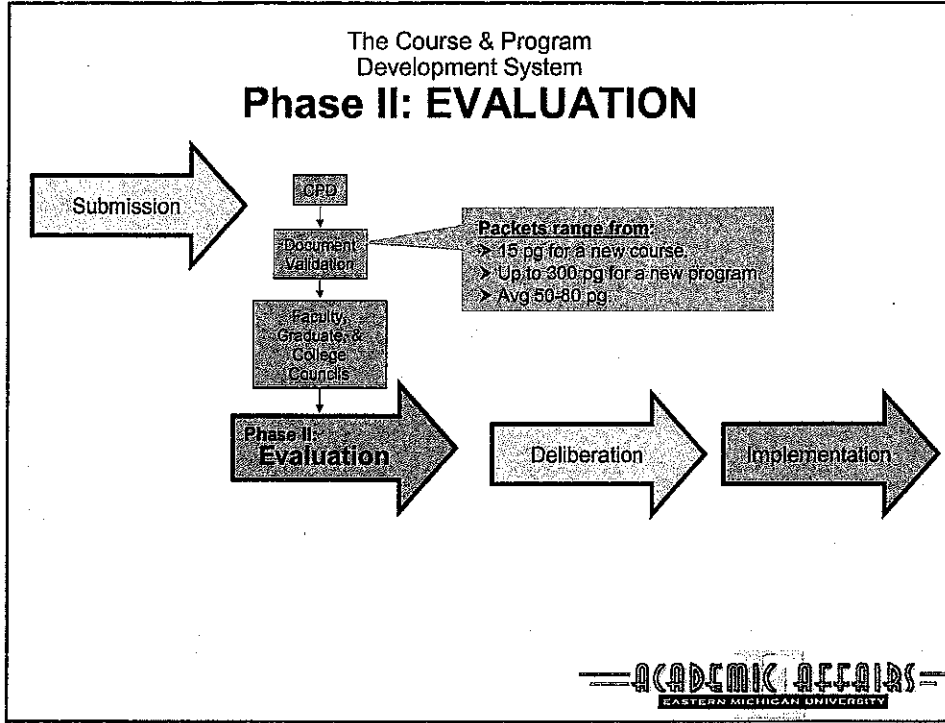 The Course & Program
Development System
Phase II: EVALUATION
Submission
CPD
Document
Validation
Packets range from:
➤ 15 pg for a new course.
➤ Up to 300 pg for a new program
➤ Avg 50-80 pg
Faculty,
Graduate, &
College
Councils
Phase II:
Evaluation
Deliberation
Implementation
ACADEMIC AFFAIRS
EASTERN MICHIGAN UNIVERSITY